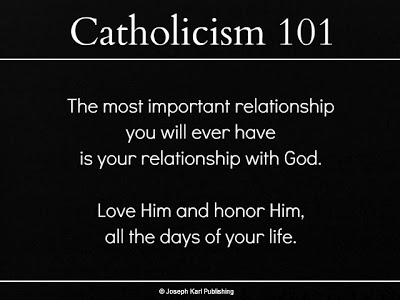 Catholicism 101
The most important relationship
you will ever have
is your relationship with God.
Love Him and honor Him,
all the days of your life.
© Joseph Karl Publishing